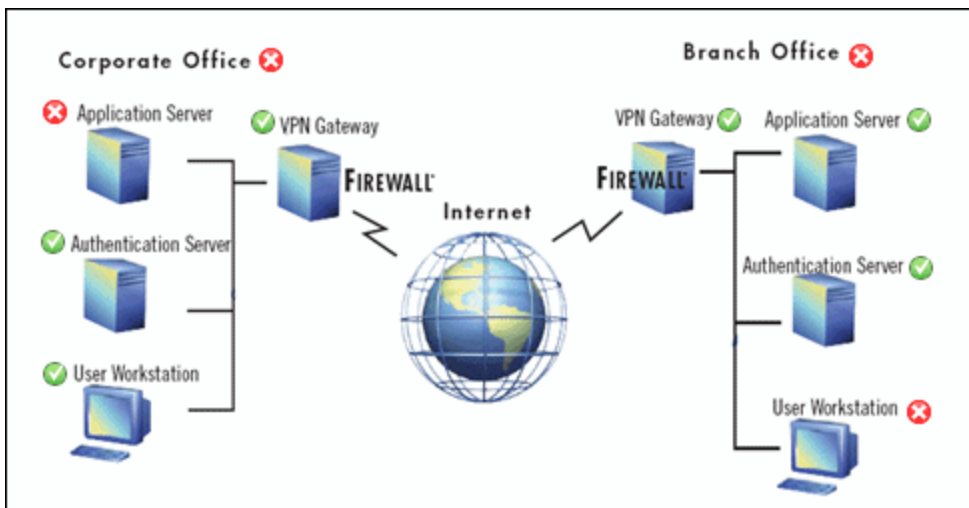 Corporate Office
Branch Office
Application Server
VPN Gateway
VPN Gateway
Application Server
FIREWALL
FIREWALL
Internet
Authentication Server
Authentication Server
User Workstation
User Workstation